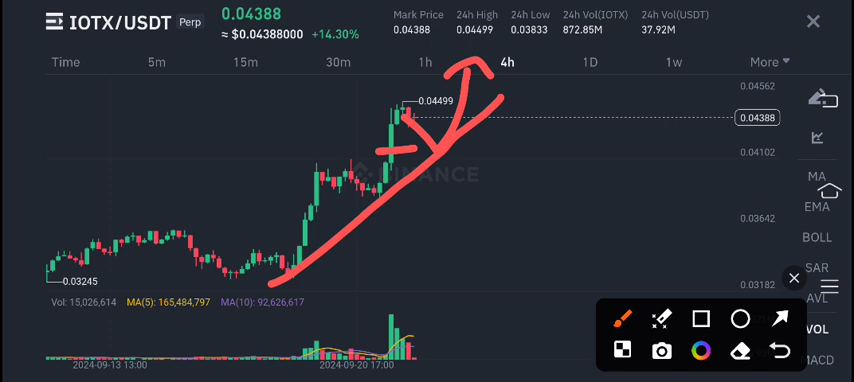 IOTX/USDT Perp
0.04388
≈ $0.04388000 +14.30%
Mark Price 24h High 24h Low 24h Vol(IOTX) 24h Vol(USDT)
0.04388 0.04499 0.03833 872.85M 37.92M
Time 5m 15m 30m 1h 4h 1D 1w More
0.04562
0.04499
0.04388
0.04102
BINANCE
MA
EMA
0.03642
BOLL
SAR
0.03245
0.03182
AVL
Vol: 15,026,614 MA(5): 165,484,797 MA(10): 92,626,617
VOL
MACD
2024-09-13 13:00 2024-09-20 17:00